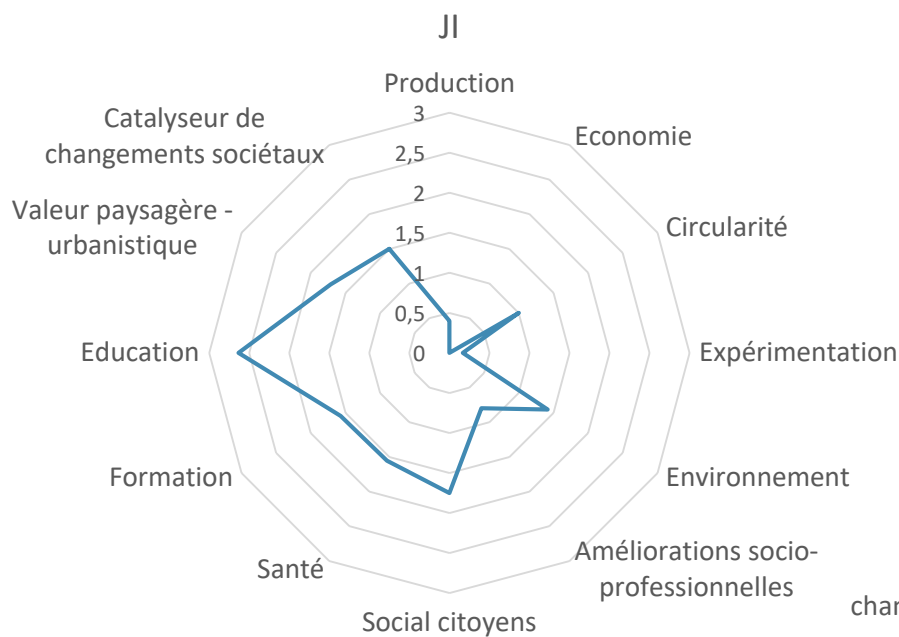 JI
Production
3
2,5
2
1,5
1
0,5
0
Economie
Circularité
Expérimentation
Environnement
Améliorations socio-
professionnelles
Social citoyens
Santé
Formation
Education
Valeur paysagère -
urbanistique
Catalyseur de
changements sociétaux